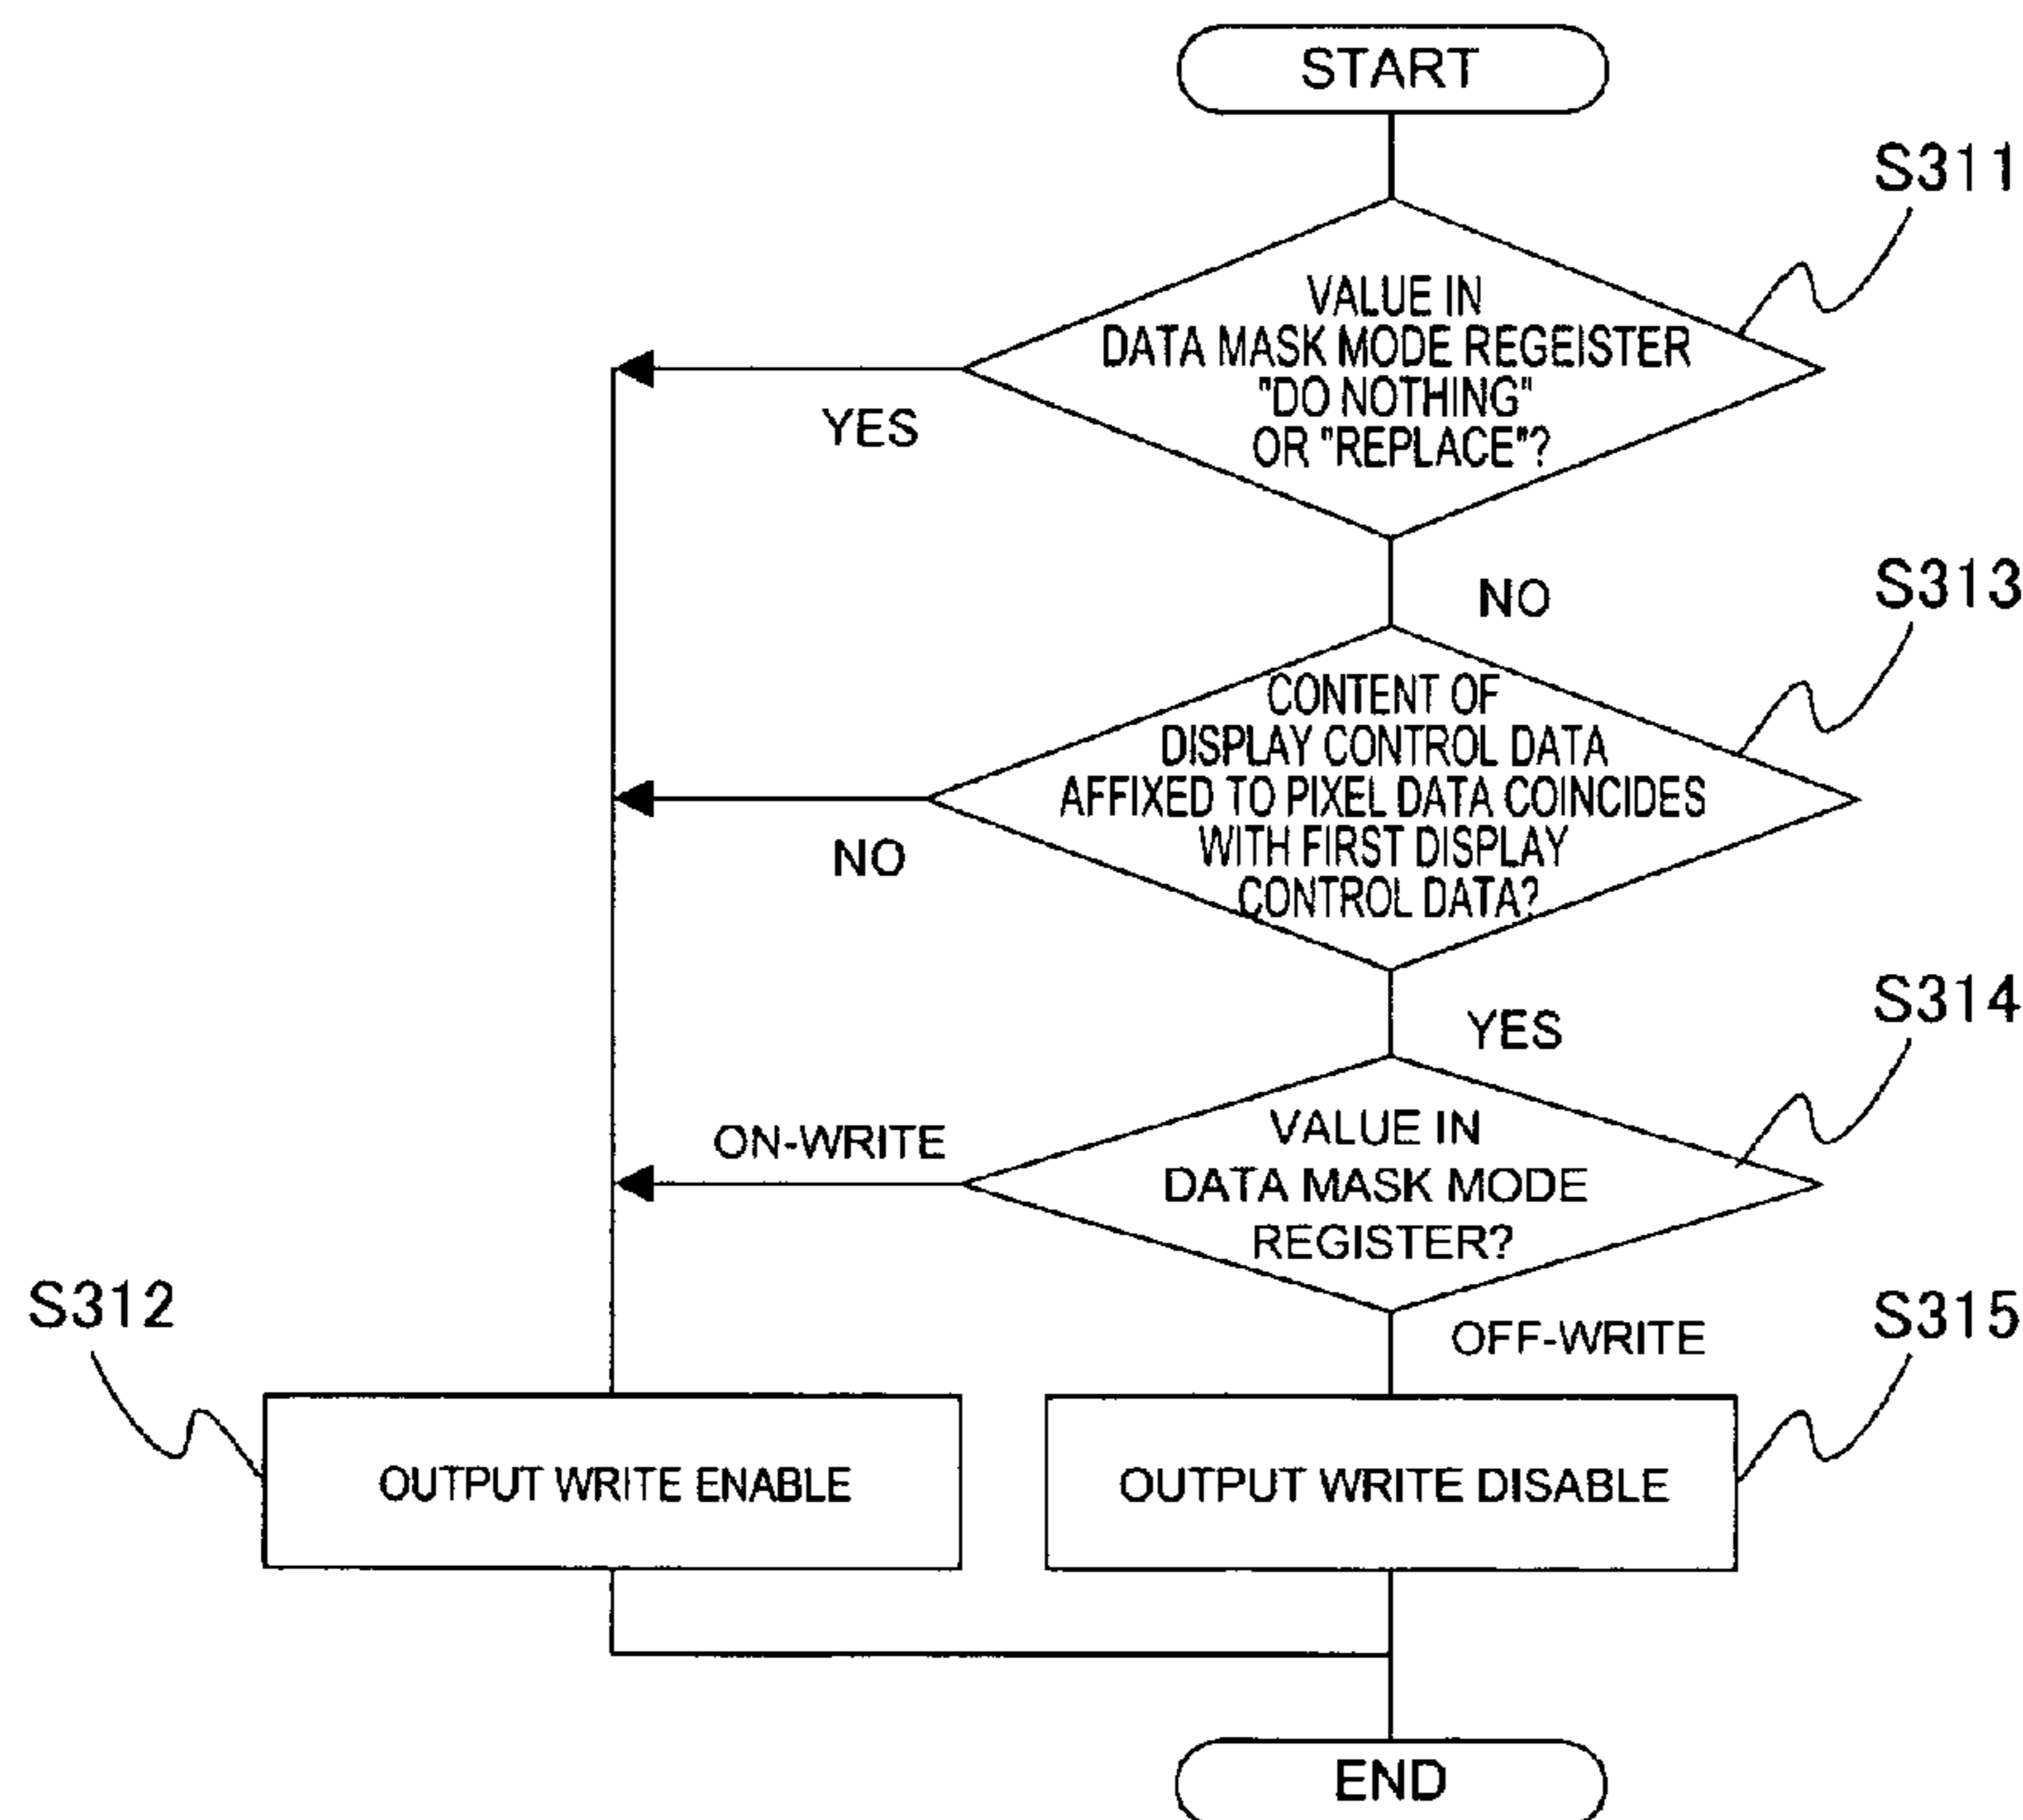 START
S311
VALUE IN
DATA MASK MODE REGEISTER
"DO NOTHING"
OR "REPLACE"?
YES
NO
S313
CONTENT OF
DISPLAY CONTROL DATA
AFFIXED TO PIXEL DATA COINCIDES
WITH FIRST DISPLAY
CONTROL DATA?
NO
YES
S314
VALUE IN
DATA MASK MODE
REGISTER?
ON-WRITE
OFF-WRITE
S312
S315
OUTPUT WRITE ENABLE
OUTPUT WRITE DISABLE
END